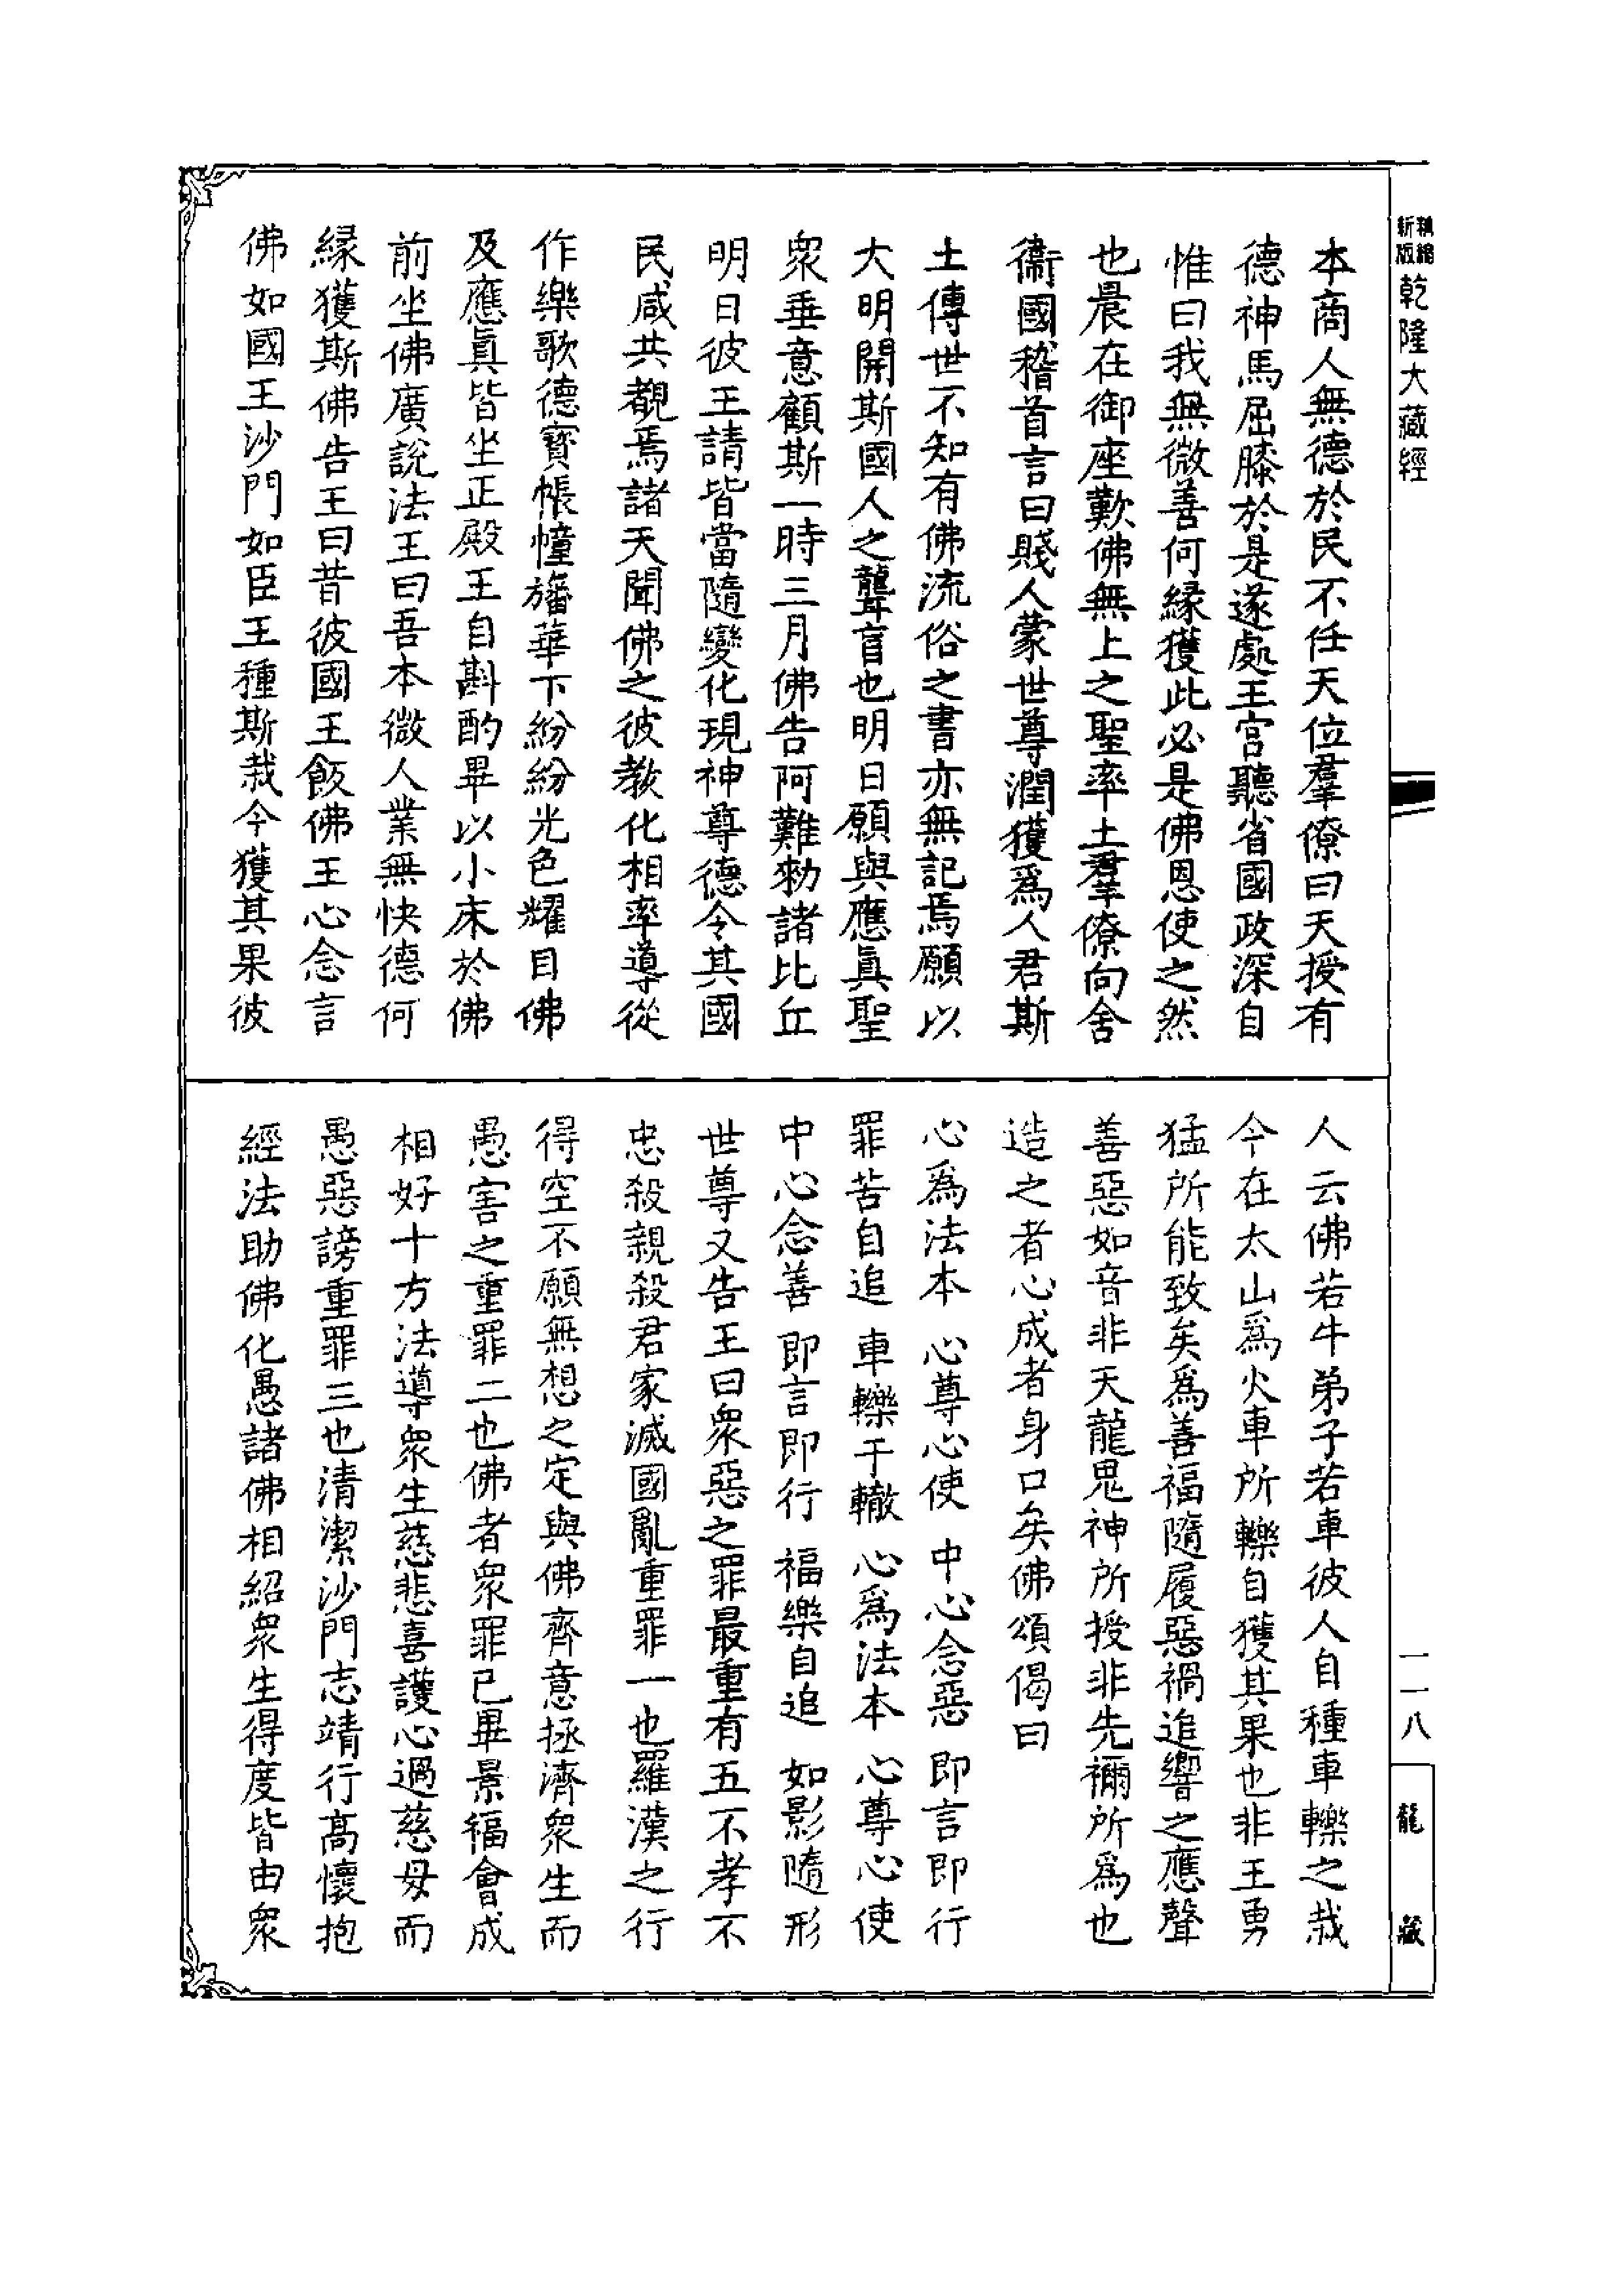 精縮
新版
乾隆大藏經
本商人無德於民不任天位羣僚曰天授有
德神馬屈膝於是遂處王宮聽省國政深自
惟曰我無微善何緣獲此必是佛恩使之然
也晨在御座歎佛無上之聖率土羣僚向舍
衞國稽首言曰賤人蒙世尊潤獲爲人君斯
土傳世不知有佛流俗之書亦無記焉願以
大明開斯國人之聾盲也明日願與應眞聖
衆垂意顧斯一時三月佛告阿難勑諸比丘
明日彼王請皆當隨變化現神尊德令其國
民咸共覩焉諸天聞佛之彼教化相率導從
作樂歌德寶帳幢旛華下紛紛光色耀目佛
及應眞皆坐正殿王自斟酌畢以小床於佛
前坐佛廣說法王曰吾本微人業無快德何
緣獲斯佛告王曰昔彼國王飯佛王心念言
佛如國王沙門如臣王種斯栽今獲其果彼
人云佛若牛弟子若車彼人自種車轢之栽
今在太山爲火車所轢自獲其果也非王勇
猛所能致矣爲善福隨履惡禍追響之應聲
善惡如音非天龍鬼神所授非先禰所爲也
造之者心成者身口矣佛頌偈曰
心爲法本 心尊心使 中心念惡 即言即行
罪苦自追 車轢于轍 心爲法本 心尊心使
中心念善 即言即行 福樂自追 如影隨形
世尊又告王曰衆惡之罪最重有五不孝不
忠殺親殺君家滅國亂重罪一也羅漢之行
得空不願無想之定與佛齊意拯濟衆生而
愚害之重罪二也佛者衆罪已畢景福會成
相好十方法導衆生慈悲喜護心過慈母而
愚惡謗重罪三也清潔沙門志靖行高懷抱
經法助佛化愚諸佛相紹衆生得度皆由衆
一一八
龍藏